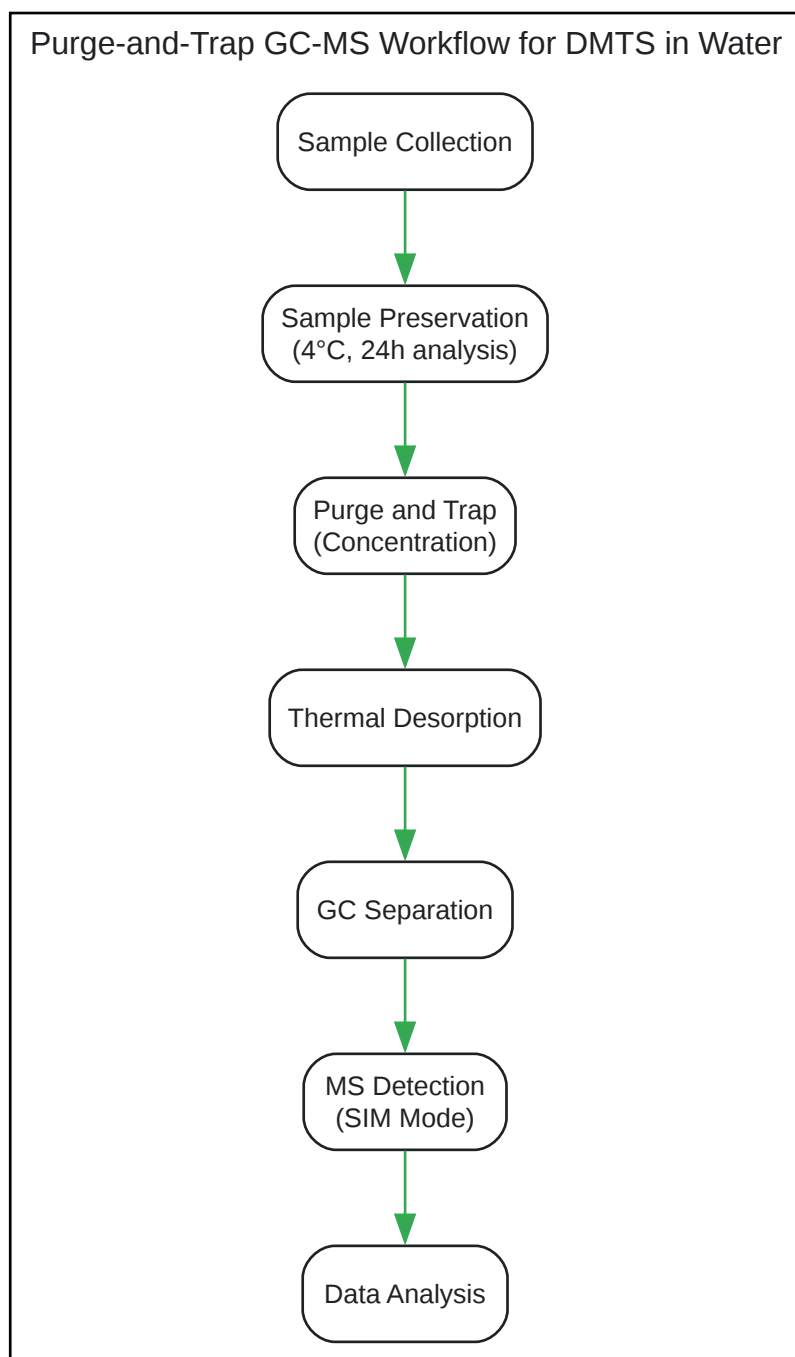 Purge-and-Trap GC-MS Workflow for DMTS in Water
Sample Collection
Sample Preservation
(4°C, 24h analysis)
Purge and Trap
(Concentration)
Thermal Desorption
GC Separation
MS Detection
(SIM Mode)
Data Analysis